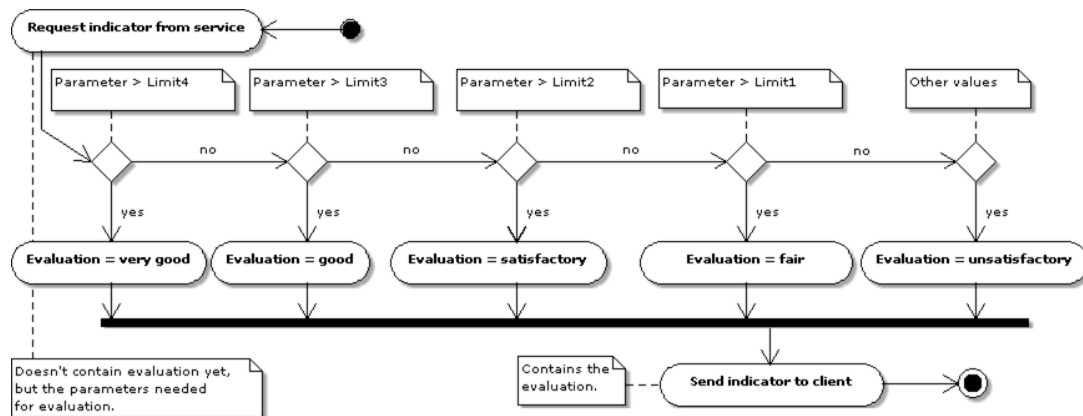 Request indicator from service
Parameter > Limit4
Parameter > Limit3
Parameter > Limit2
Parameter > Limit1
Other values
no
no
no
no
yes
yes
yes
yes
yes
Evaluation = very good
Evaluation = good
Evaluation = satisfactory
Evaluation = fair
Evaluation = unsatisfactory
Doesn't contain evaluation yet,
but the parameters needed
for evaluation.
Contains the
evaluation.
Send indicator to client